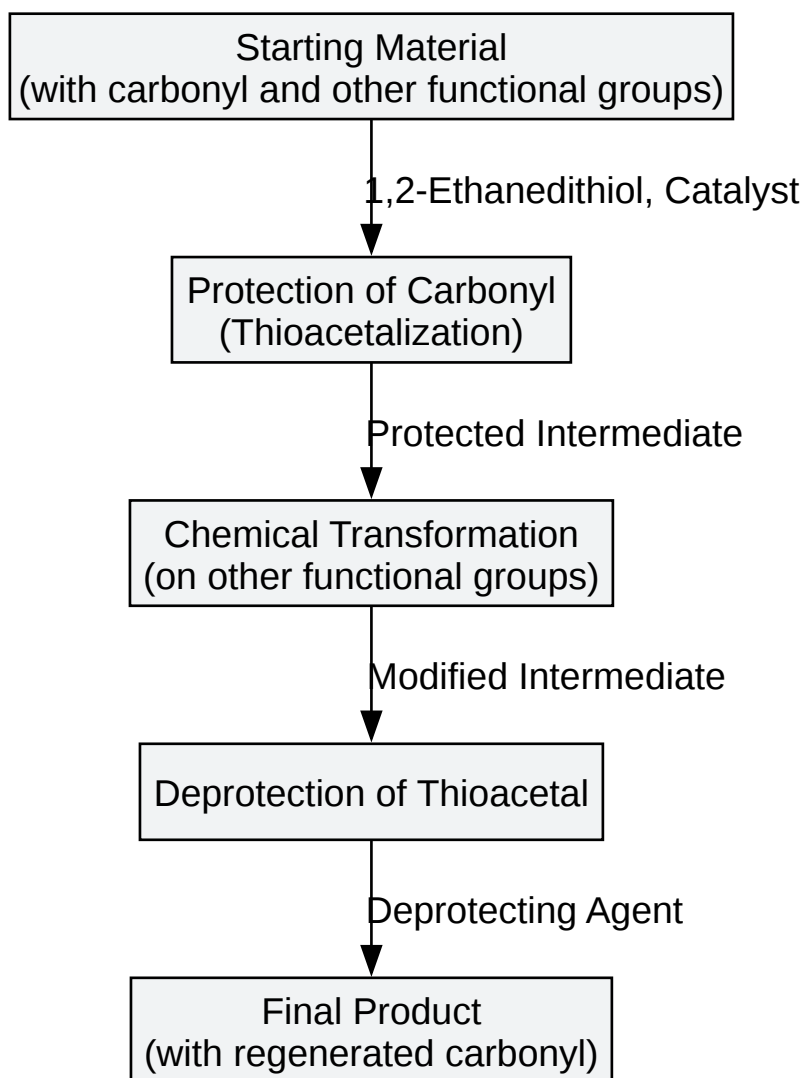 Starting Material
(with carbonyl and other functional groups)
1,2-Ethanedithiol, Catalyst
Protection of Carbonyl
(Thioacetalization)
Protected Intermediate
Chemical Transformation
(on other functional groups)
Modified Intermediate
Deprotection of Thioacetal
Deprotecting Agent
Final Product
(with regenerated carbonyl)